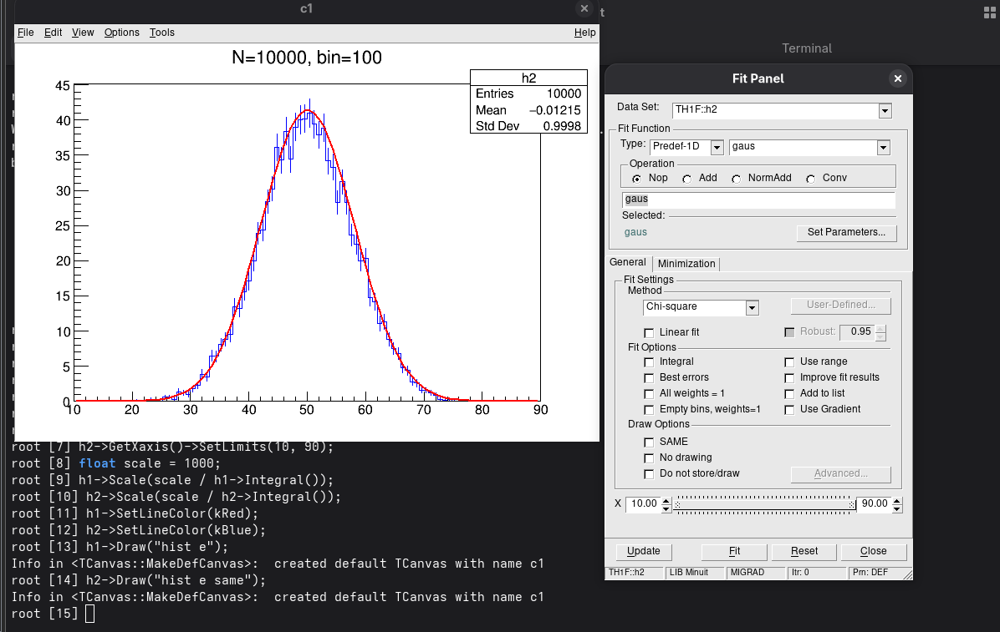 c1
t
Terminal
File Edit View Options Tools Help
N=10000, bin=100
h2
Entries 10000
Mean −0.01215
Std Dev 0.9998
45
40
35
30
25
20
15
10
5
0
10 20 30 40 50 60 70 80 90
root [7] h2->GetXaxis()->SetLimits(10, 90);
root [8] float scale = 1000;
root [9] h1->Scale(scale / h1->Integral());
root [10] h2->Scale(scale / h2->Integral());
root [11] h1->SetLineColor(kRed);
root [12] h2->SetLineColor(kBlue);
root [13] h1->Draw("hist e");
Info in <TCanvas::MakeDefCanvas>:  created default TCanvas with name c1
root [14] h2->Draw("hist e same");
Info in <TCanvas::MakeDefCanvas>:  created default TCanvas with name c1
root [15]
Fit Panel
Data Set: TH1F::h2
Fit Function
Type: Predef-1D gaus
Operation
Nop Add NormAdd Conv
gaus
Selected:
gaus Set Parameters...
General Minimization
Fit Settings
Method
Chi-square User-Defined...
Linear fit Robust: 0.95
Fit Options
Integral Use range
Best errors Improve fit results
All weights = 1 Add to list
Empty bins, weights=1 Use Gradient
Draw Options
SAME
No drawing
Do not store/draw Advanced...
X 10.00 90.00
Update Fit Reset Close
TH1F::h2 LIB Minuit MIGRAD Itr: 0 Prn: DEF